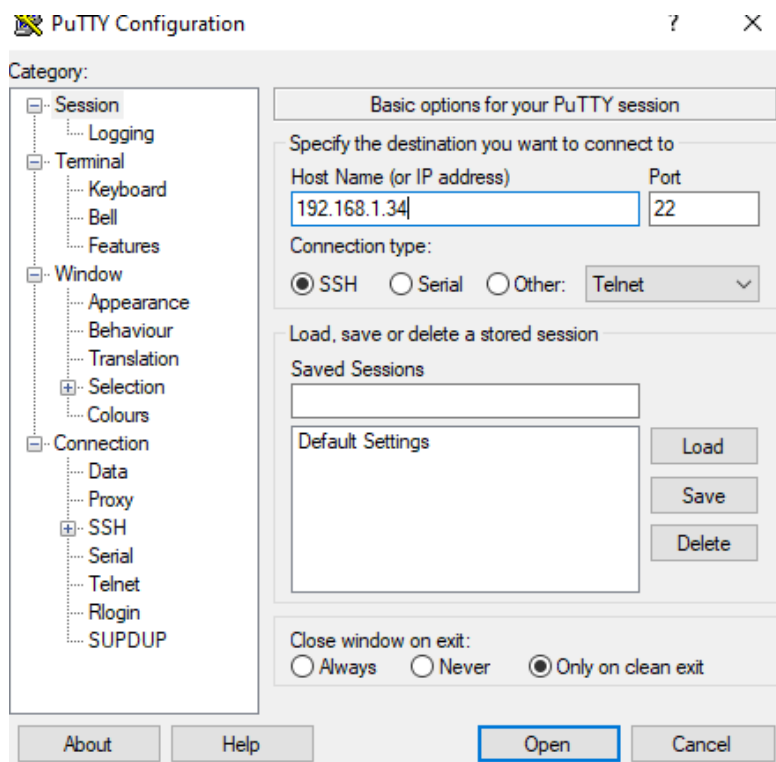 PuTTY Configuration
?
Category:
Session
Logging
Terminal
Keyboard
Bell
Features
Window
Appearance
Behaviour
Translation
Selection
Colours
Connection
Data
Proxy
SSH
Serial
Telnet
Rlogin
SUPDUP
Basic options for your PuTTY session
Specify the destination you want to connect to
Host Name (or IP address) Port
192.168.1.34 22
Connection type:
SSH Serial Other: Telnet
Load, save or delete a stored session
Saved Sessions
Default Settings
Load
Save
Delete
Close window on exit:
Always Never Only on clean exit
About Help Open Cancel